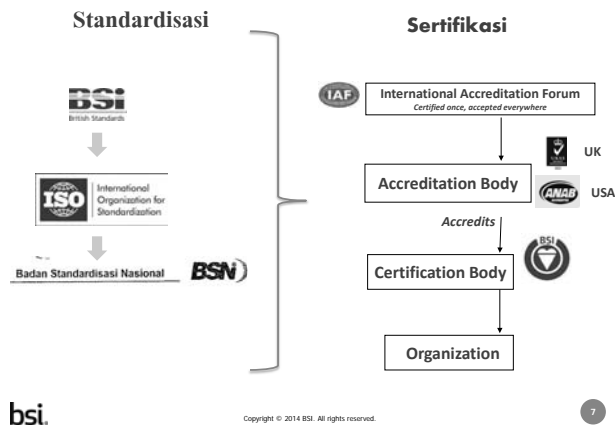 Standardisasi
BSi
British Standards
ISO
International
Organization for
Standardization
Badan Standardisasi Nasional
BSN
Sertifikasi
IAF
International Accreditation Forum
Certified once, accepted everywhere
UK
Accreditation Body
ANAB
USA
Accredits
BSI
Certification Body
Organization
bsi.
Copyright © 2014 BSI. All rights reserved.
7